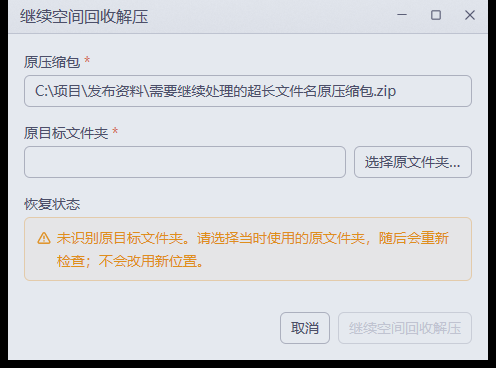 继续空间回收解压
原压缩包 *
C:\项目\发布资料\需要继续处理的超长文件名原压缩包.zip
原目标文件夹 *
选择原文件夹...
恢复状态
未识别原目标文件夹。请选择当时使用的原文件夹，随后会重新
检查；不会改用新位置。
取消 继续空间回收解压